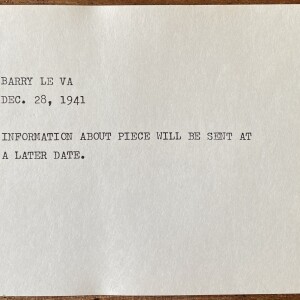 BARRY LE VA
DEC. 28, 1941
INFORMATION ABOUT PIECE WILL BE SENT AT
A LATER DATE.